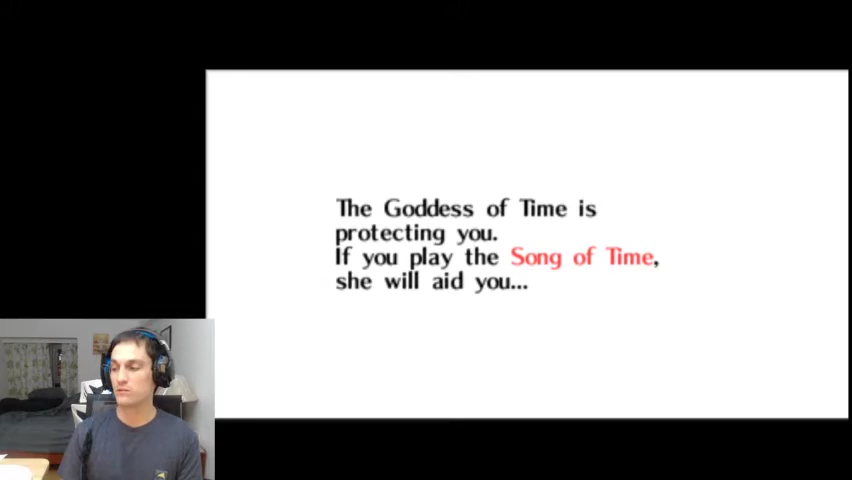 The Goddess of Time is
protecting you.
If you play the Song of Time,
she will aid you...